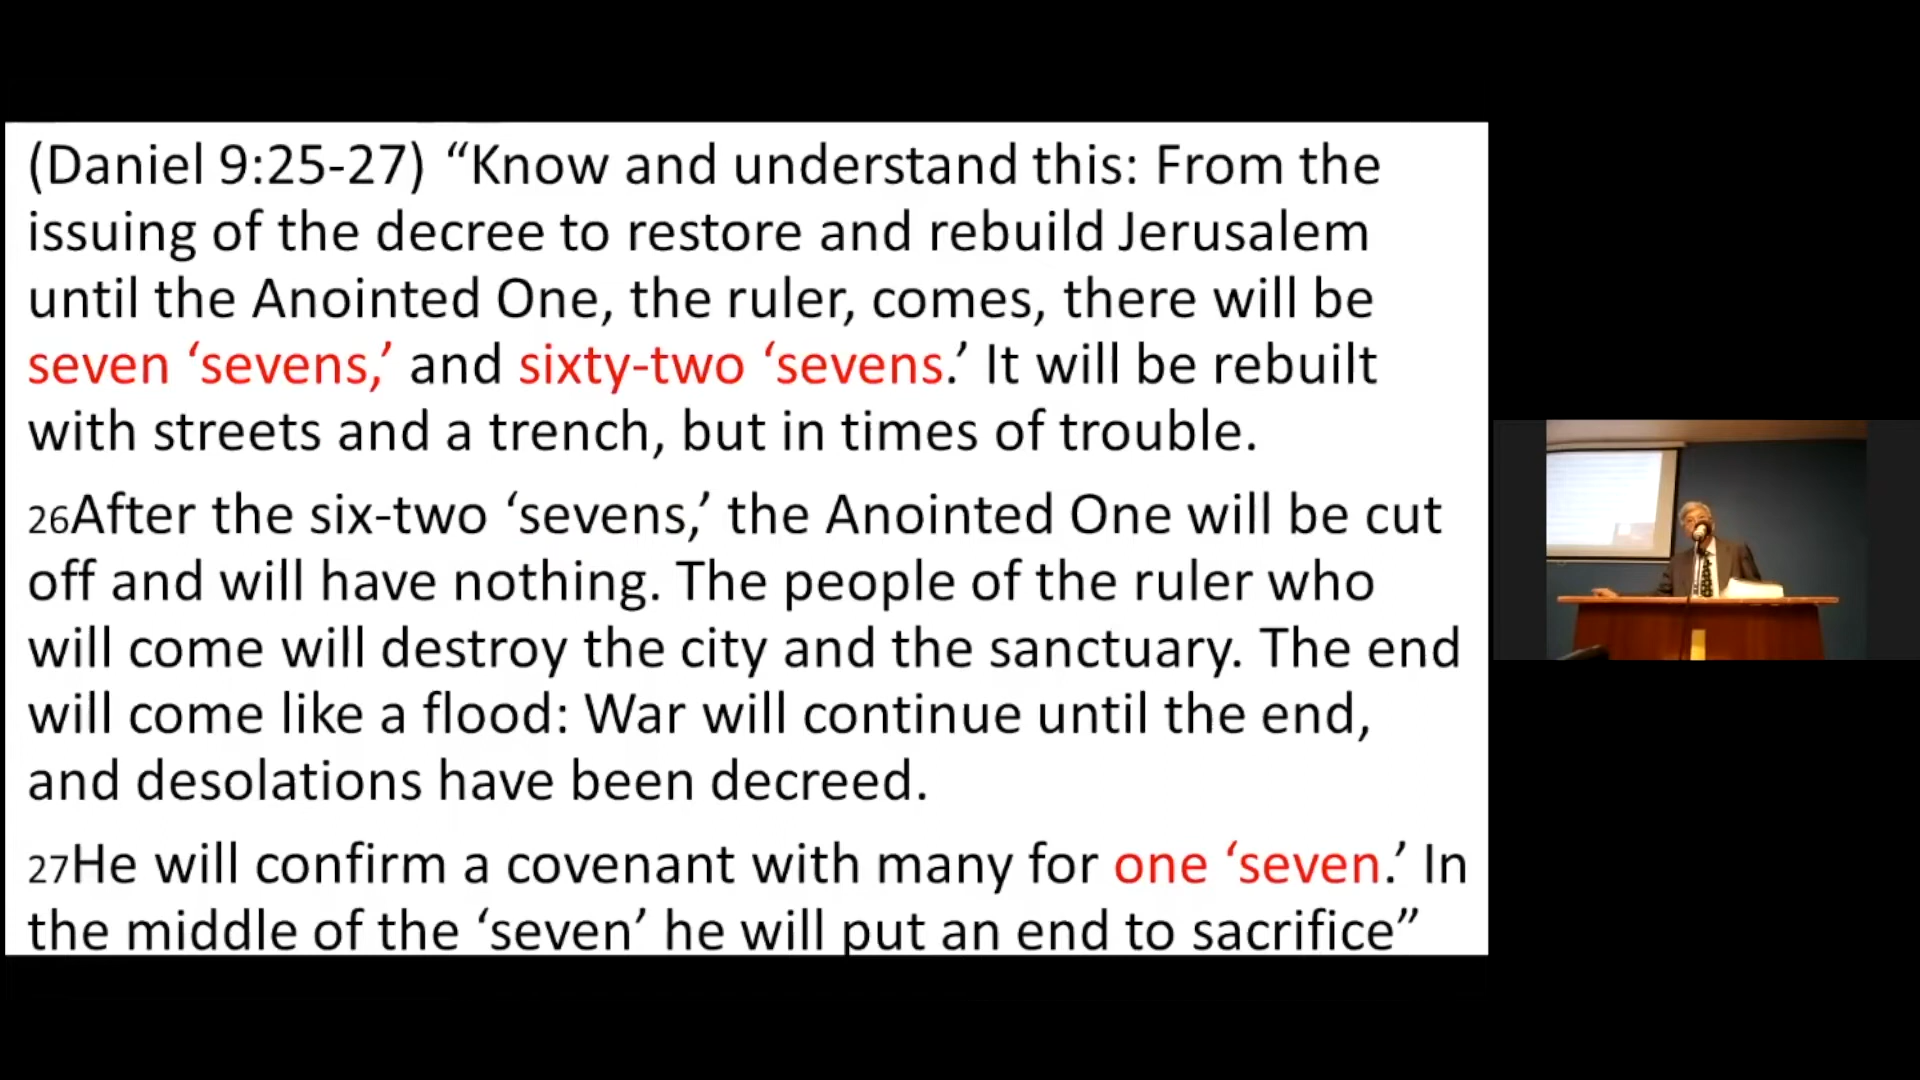 (Daniel 9:25-27) “Know and understand this: From the
issuing of the decree to restore and rebuild Jerusalem
until the Anointed One, the ruler, comes, there will be
seven ‘sevens,’ and sixty-two ‘sevens.’ It will be rebuilt
with streets and a trench, but in times of trouble.
26After the six-two ‘sevens,’ the Anointed One will be cut
off and will have nothing. The people of the ruler who
will come will destroy the city and the sanctuary. The end
will come like a flood: War will continue until the end,
and desolations have been decreed.
27He will confirm a covenant with many for one ‘seven.’ In
the middle of the ‘seven’ he will put an end to sacrifice”